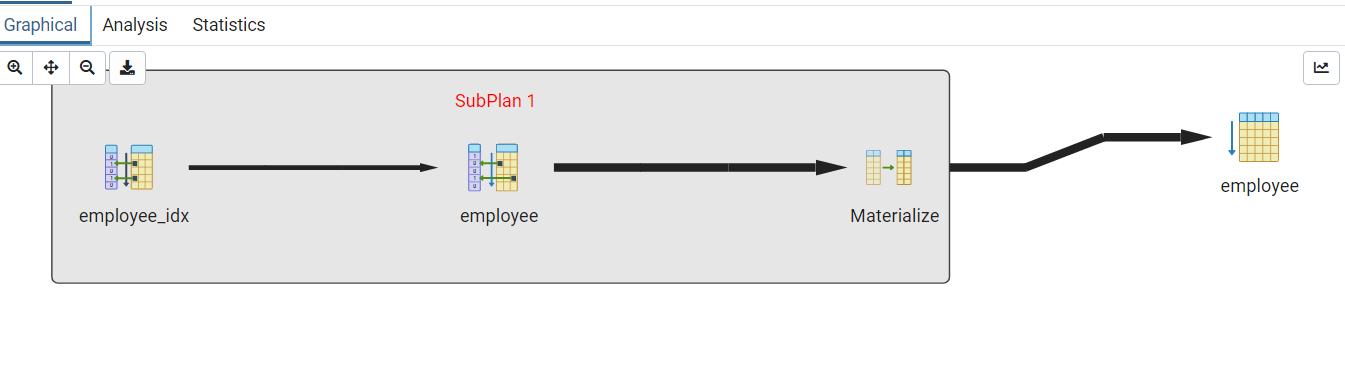 Graphical Analysis Statistics
SubPlan 1
employee_idx
employee
Materialize
employee